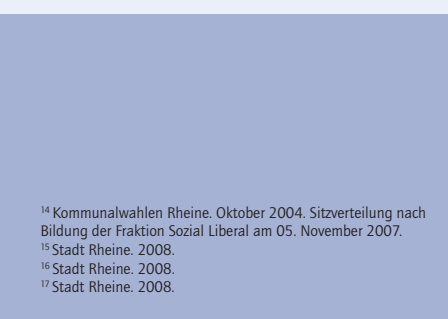 14 Kommunalwahlen Rheine. Oktober 2004. Sitzverteilung nach
Bildung der Fraktion Sozial Liberal am 05. November 2007.
15 Stadt Rheine. 2008.
16 Stadt Rheine. 2008.
17 Stadt Rheine. 2008.